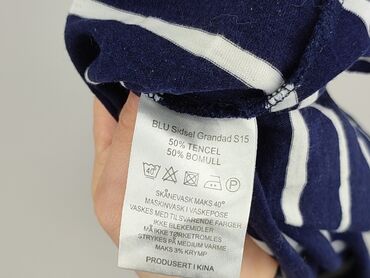 BLU Sidsel Grandad S15
50% TENCEL
50% BOMULL
40°
P
SKÅNEVASK MAKS 40°
MASKINVASK I VASKEPOSE
VASKES MED TILSVARENDE FARGER
IKKE BLEKEMIDLER
MÅ IKKE TØRKETROMLES
STRYKES PÅ MEDIUM VARME
MAKS 3% KRYMP
PRODUSERT I KINA